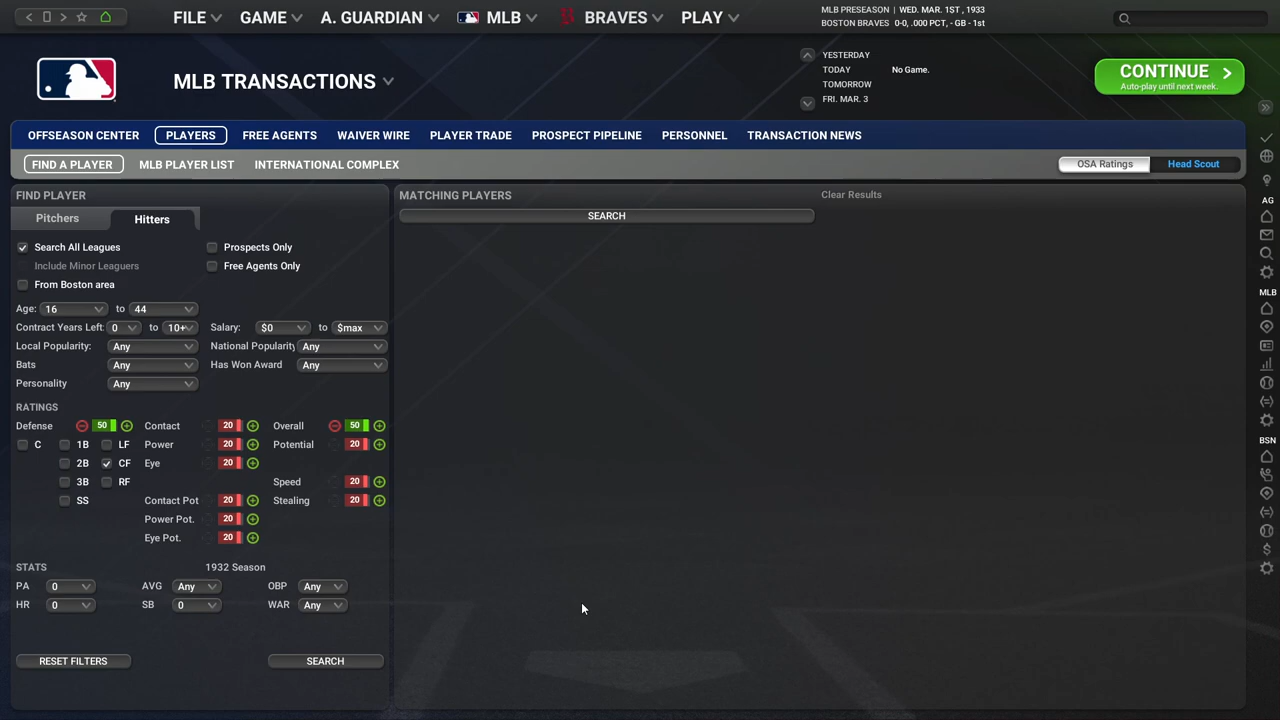 FILE GAME A. GUARDIAN MLB BRAVES PLAY
MLB PRESEASON | WED. MAR. 1ST , 1933
BOSTON BRAVES 0-0, .000 PCT, - GB - 1st
MLB TRANSACTIONS
YESTERDAY
TODAY No Game.
TOMORROW
FRI. MAR. 3
CONTINUE
Auto-play until next week.
OFFSEASON CENTER PLAYERS FREE AGENTS WAIVER WIRE PLAYER TRADE PROSPECT PIPELINE PERSONNEL TRANSACTION NEWS
FIND A PLAYER MLB PLAYER LIST INTERNATIONAL COMPLEX OSA Ratings Head Scout
FIND PLAYER
Pitchers Hitters
Search All Leagues Prospects Only
Include Minor Leaguers Free Agents Only
From Boston area
Age: 16 to 44
Contract Years Left: 0 to 10+ Salary: $0 to $max
Local Popularity: Any National Popularity Any
Bats Any Has Won Award Any
Personality Any
RATINGS
Defense 50 Contact 20 Overall 50
C 1B LF Power 20 Potential 20
2B CF Eye 20
3B RF Speed 20
SS Contact Pot 20 Stealing 20
Power Pot. 20
Eye Pot. 20
STATS 1932 Season
PA 0 AVG Any OBP Any
HR 0 SB 0 WAR Any
RESET FILTERS SEARCH
MATCHING PLAYERS Clear Results
SEARCH
AG
MLB
BSN